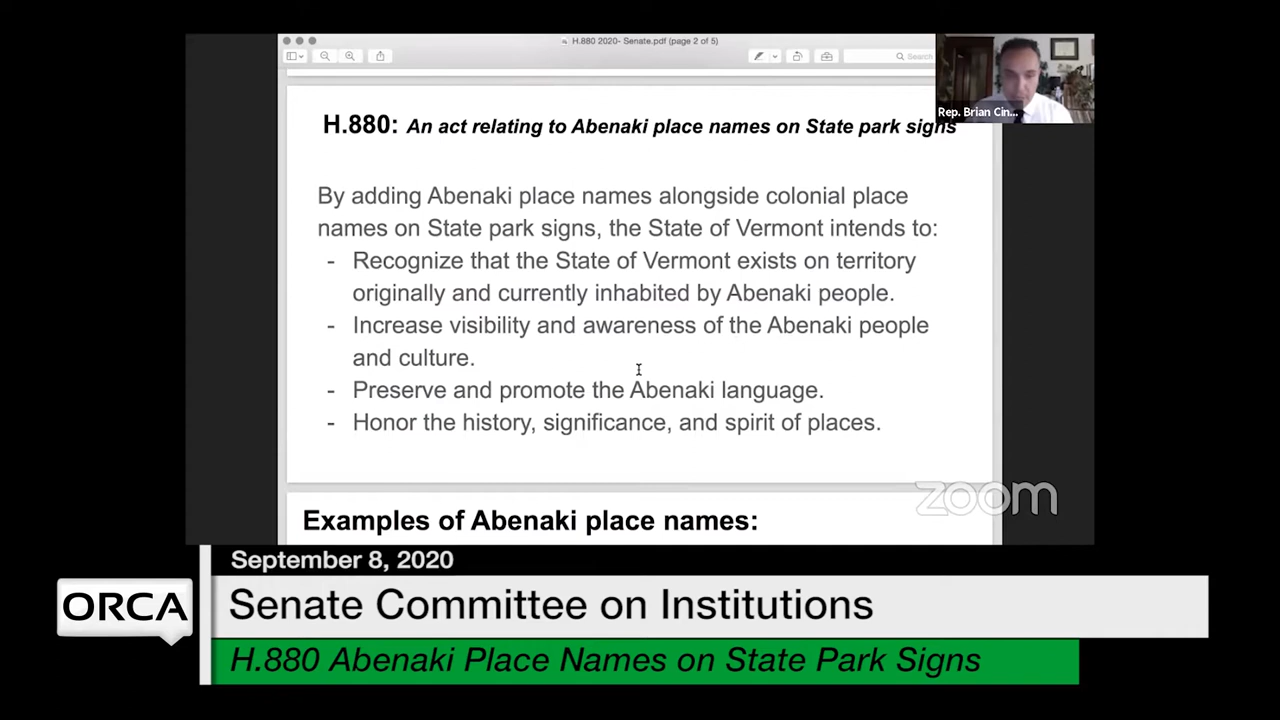 H.880 2020- Senate.pdf (page 2 of 5)
Search
Rep. Brian Cin...
H.880: An act relating to Abenaki place names on State park signs
By adding Abenaki place names alongside colonial place
names on State park signs, the State of Vermont intends to:
- Recognize that the State of Vermont exists on territory
originally and currently inhabited by Abenaki people.
- Increase visibility and awareness of the Abenaki people
and culture.
- Preserve and promote the Abenaki language.
- Honor the history, significance, and spirit of places.
zoom
Examples of Abenaki place names:
September 8, 2020
ORCA
Senate Committee on Institutions
H.880 Abenaki Place Names on State Park Signs